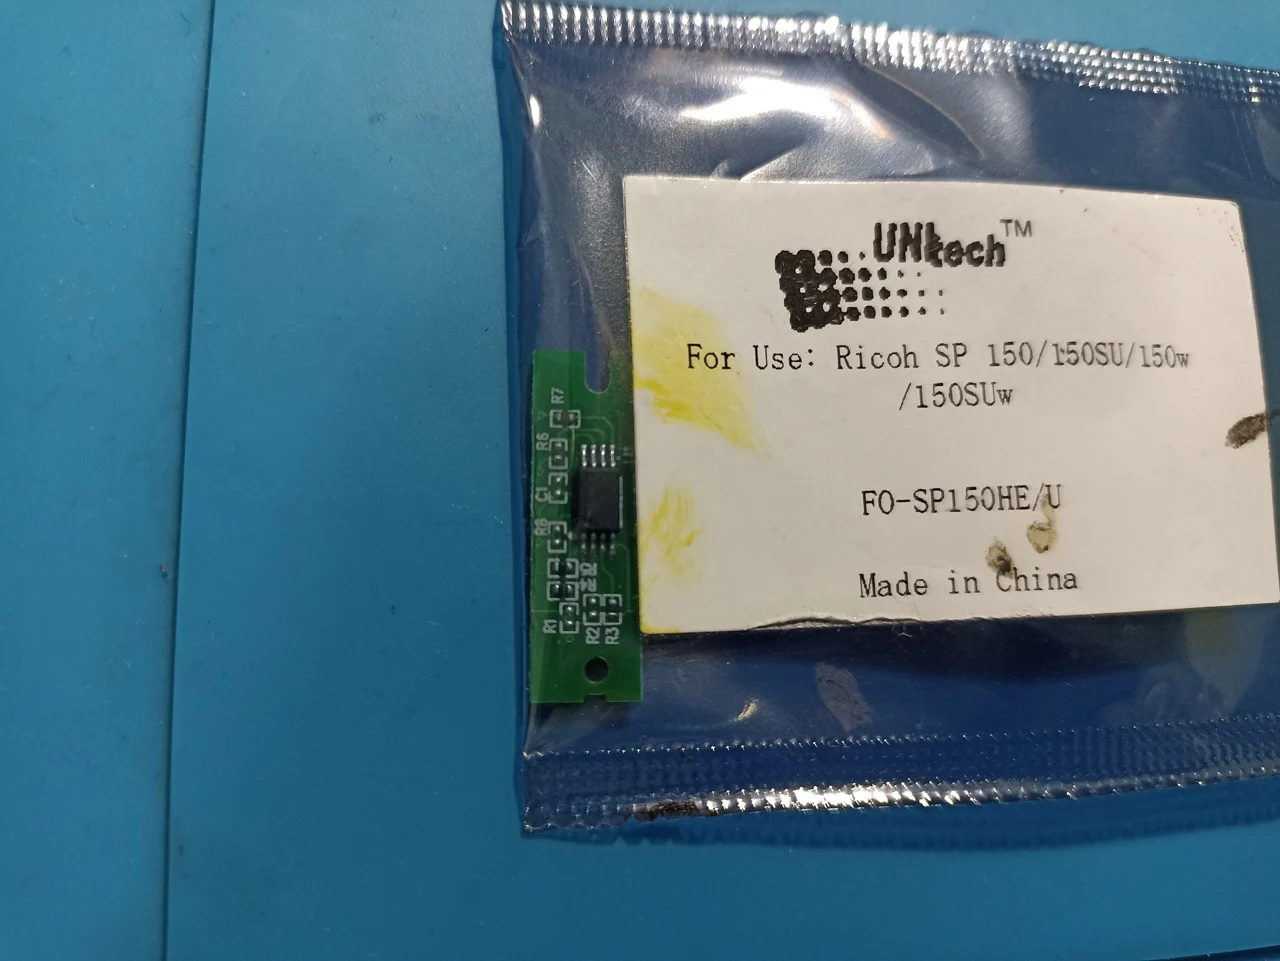 UNItech™
For Use: Ricoh SP 150/150SU/150w
/150SUw
FO-SP150HE/U
Made in China
R7
R6
C1
R1
R2
R3